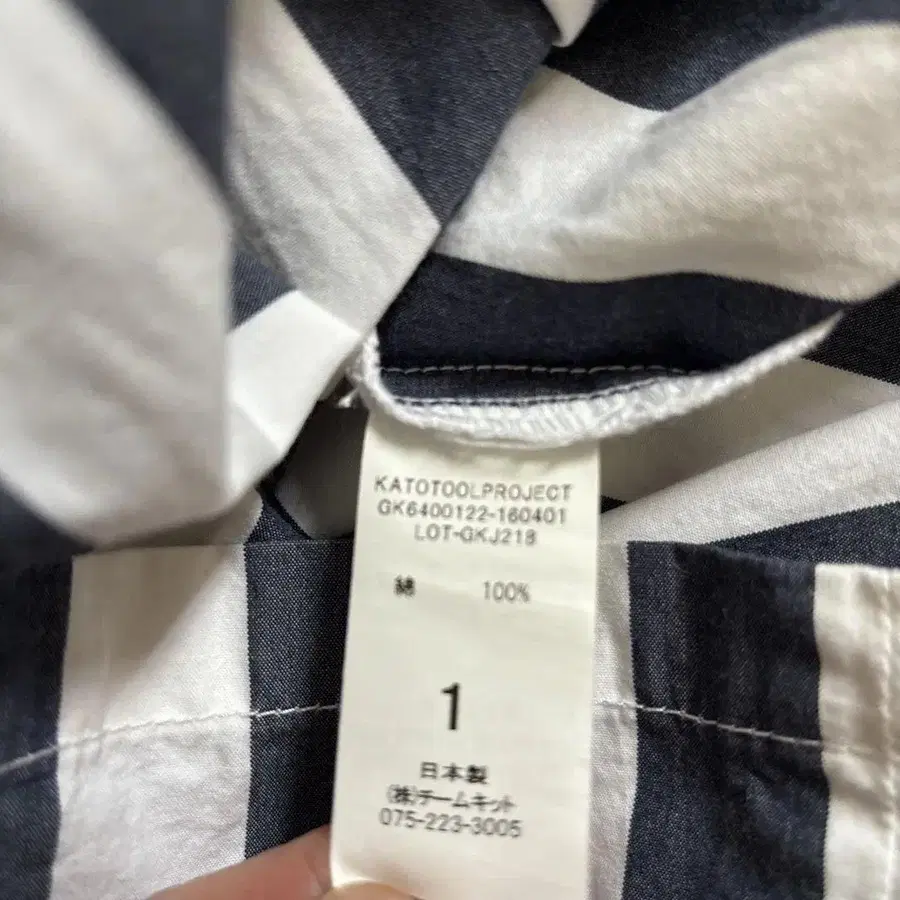 KATOTOOLPROJECT
GK6400122-160401
LOT-GKJ218
綿 100%
1
日本製
(株)チームキット
075-223-3005